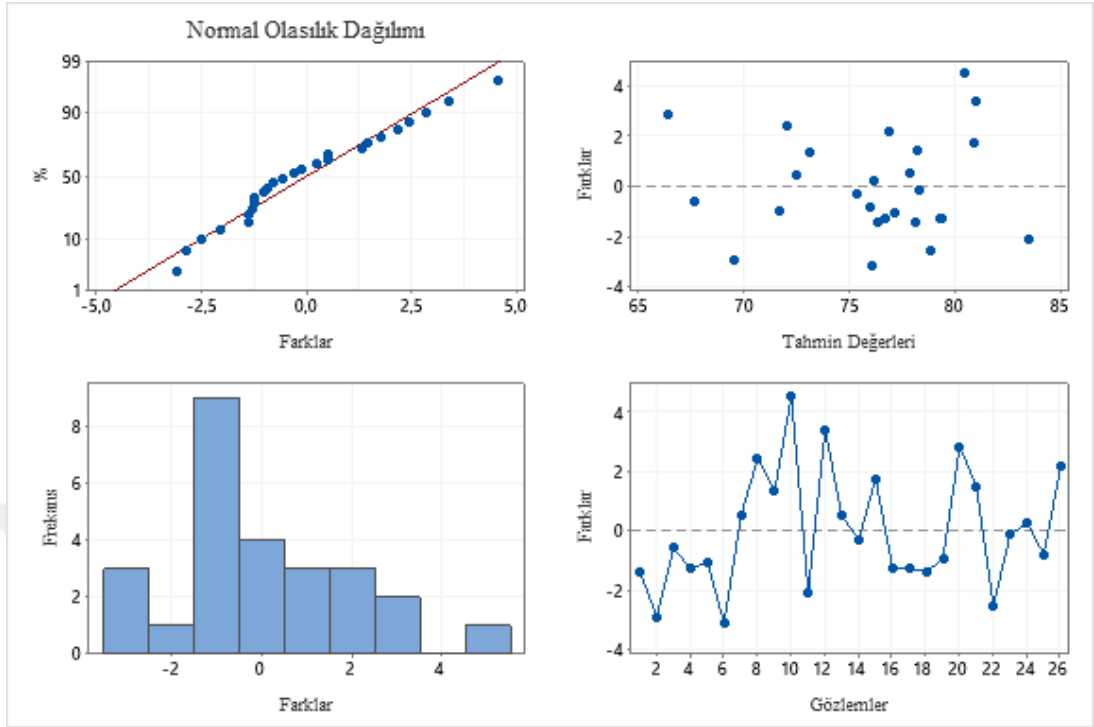 Normal Olasılık Dağılımı
99
90
50
10
1
%
-5,0 -2,5 0,0 2,5 5,0
Farklar
4
2
0
-2
-4
Farklar
65 70 75 80 85
Tahmin Değerleri
8
6
4
2
0
Frekans
-2 0 2 4
Farklar
4
2
0
-2
-4
Farklar
2 4 6 8 10 12 14 16 18 20 22 24 26
Gözlemler